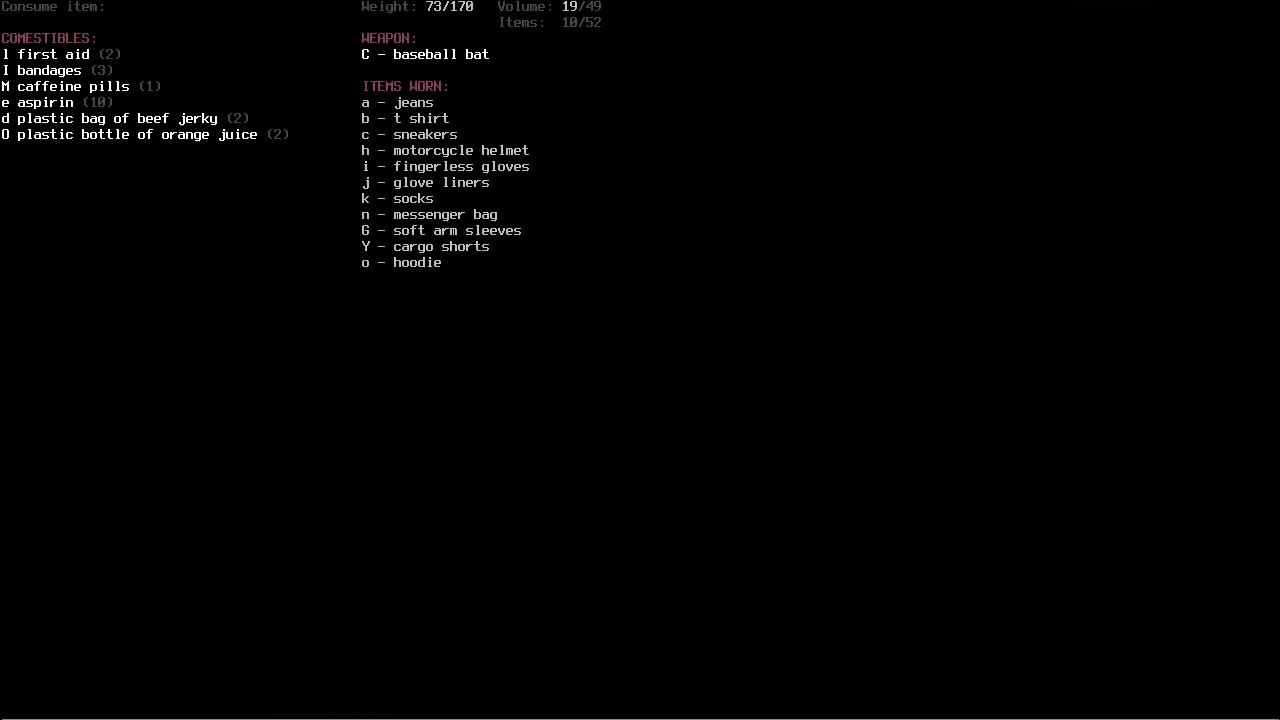 Consume item:
Weight: 73/170 Volume: 19/49
Items: 10/52
COMESTIBLES:
l first aid (2)
I bandages (3)
M caffeine pills (1)
e aspirin (10)
d plastic bag of beef jerky (2)
O plastic bottle of orange juice (2)
WEAPON:
C - baseball bat
ITEMS WORN:
a - jeans
b - t shirt
c - sneakers
h - motorcycle helmet
i - fingerless gloves
j - glove liners
k - socks
n - messenger bag
G - soft arm sleeves
Y - cargo shorts
o - hoodie